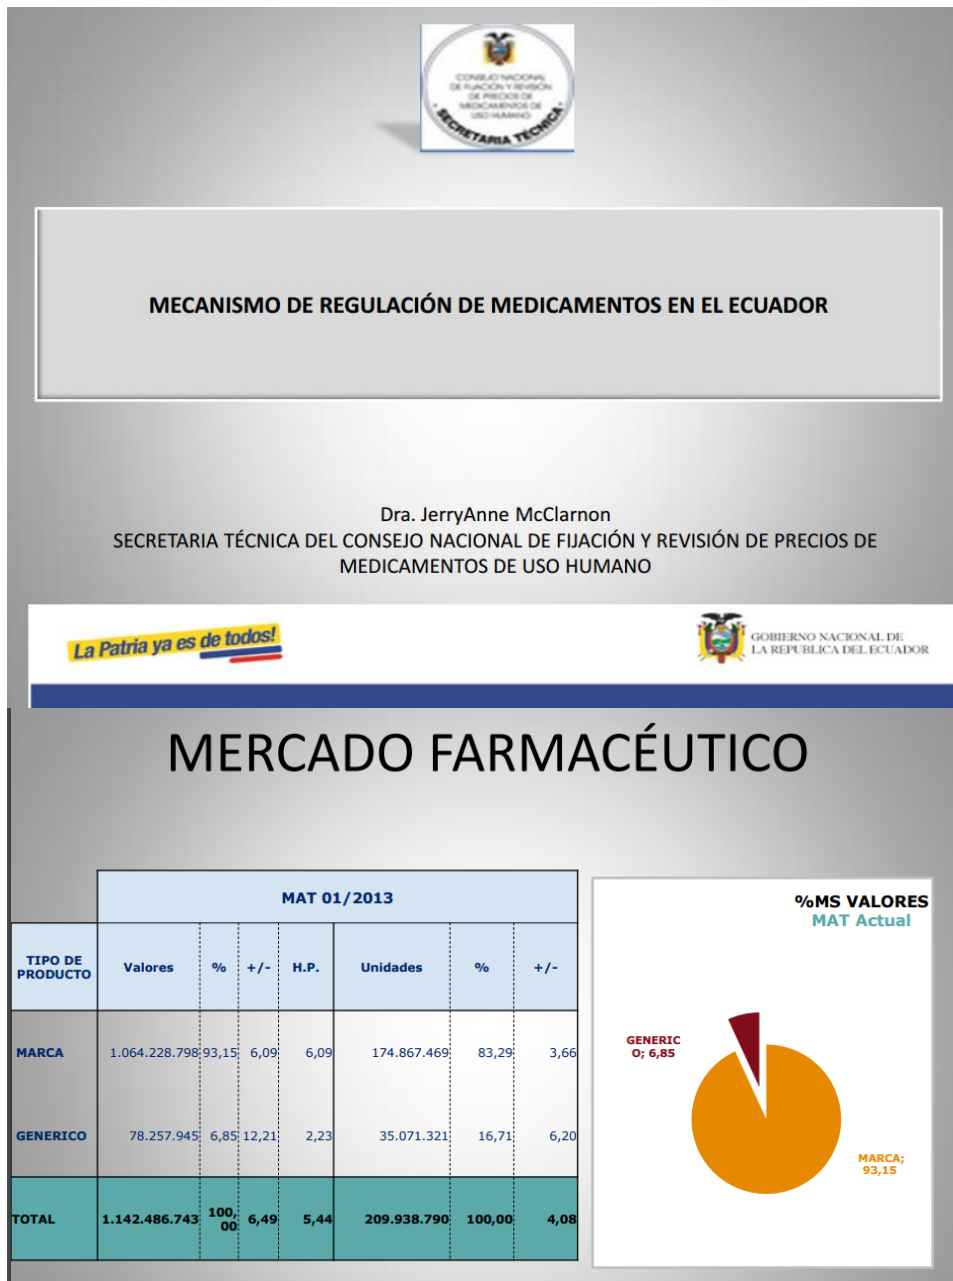 CONSEJO NACIONAL
DE FIJACIÓN Y REVISIÓN
DE PRECIOS DE
MEDICAMENTOS DE
USO HUMANO
SECRETARIA TÉCNICA
MECANISMO DE REGULACIÓN DE MEDICAMENTOS EN EL ECUADOR
Dra. JerryAnne McClarnon
SECRETARIA TÉCNICA DEL CONSEJO NACIONAL DE FIJACIÓN Y REVISIÓN DE PRECIOS DE
MEDICAMENTOS DE USO HUMANO
La Patria ya es de todos!
GOBIERNO NACIONAL DE
LA REPUBLICA DEL ECUADOR
MERCADO FARMACÉUTICO
MAT 01/2013
TIPO DE
PRODUCTO
Valores % +/- H.P. Unidades % +/-
MARCA 1.064.228.798 93,15 6,09 6,09 174.867.469 83,29 3,66
GENERICO 78.257.945 6,85 12,21 2,23 35.071.321 16,71 6,20
TOTAL 1.142.486.743 100, 6,49 5,44 209.938.790 100,00 4,08
00
%MS VALORES
MAT Actual
GENERIC
O; 6,85
MARCA;
93,15